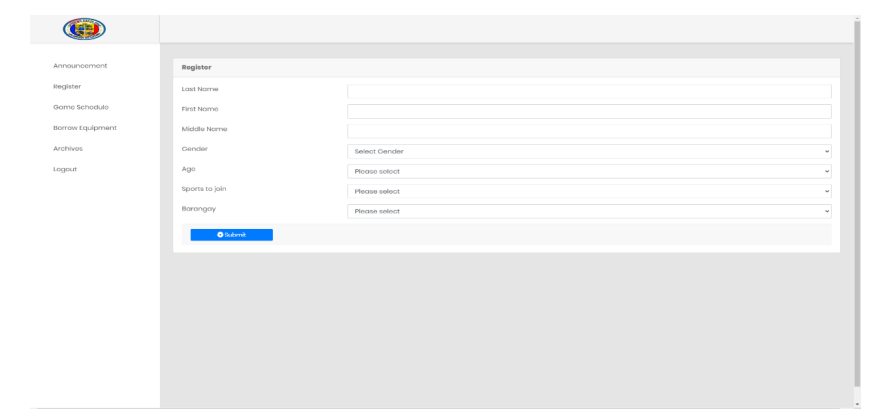 Announcement
Register
Game Schedule
Borrow Equipment
Archives
Logout
Register
Last Name
First Name
Middle Name
Gender
Select Gender
Age
Please select
Sports to join
Please select
Barangay
Please select
Submit